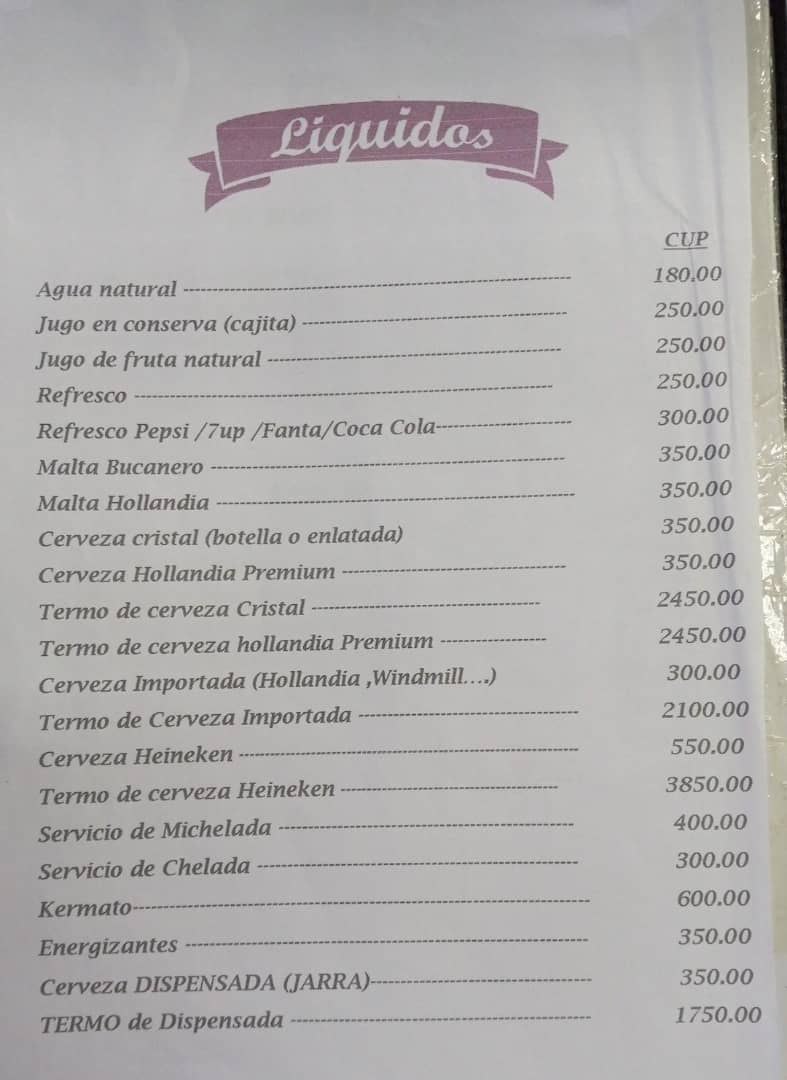 Liquidos
CUP
Agua natural ---------------------------------------- 180.00
Jugo en conserva (cajita) ---------------------------- 250.00
Jugo de fruta natural -------------------------------- 250.00
Refresco --------------------------------------------- 250.00
Refresco Pepsi /7up /Fanta/Coca Cola---------------- 300.00
Malta Bucanero --------------------------------------- 350.00
Malta Hollandia -------------------------------------- 350.00
Cerveza cristal (botella o enlatada) 350.00
Cerveza Hollandia Premium -------------------------- 350.00
Termo de cerveza Cristal ---------------------------- 2450.00
Termo de cerveza hollandia Premium ------------- 2450.00
Cerveza Importada (Hollandia ,Windmill….) 300.00
Termo de Cerveza Importada ------------------------ 2100.00
Cerveza Heineken ------------------------------------ 550.00
Termo de cerveza Heineken ------------------------- 3850.00
Servicio de Michelada ------------------------------- 400.00
Servicio de Chelada ---------------------------------- 300.00
Kermato---------------------------------------------- 600.00
Energizantes ----------------------------------------- 350.00
Cerveza DISPENSADA (JARRA)------------------------ 350.00
TERMO de Dispensada -------------------------------- 1750.00